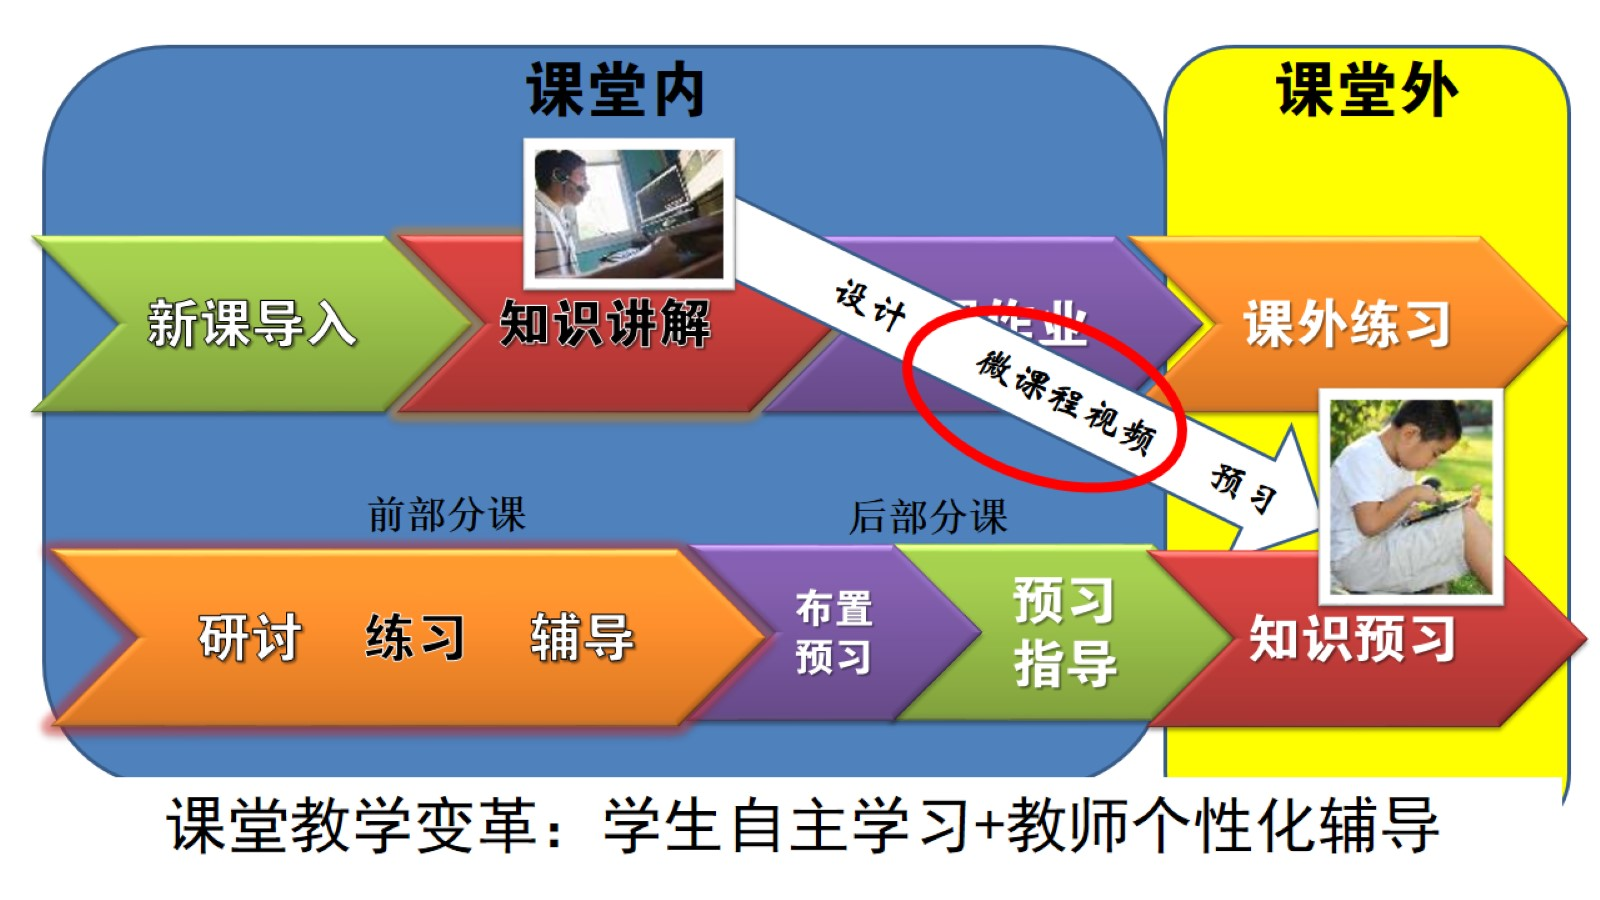 课堂内
课堂外
新课导入
知识讲解
作业
课外练习
设计
微课程视频
预习
前部分课
后部分课
研讨 练习 辅导
布置
预习
预习
指导
知识预习
课堂教学变革：学生自主学习+教师个性化辅导